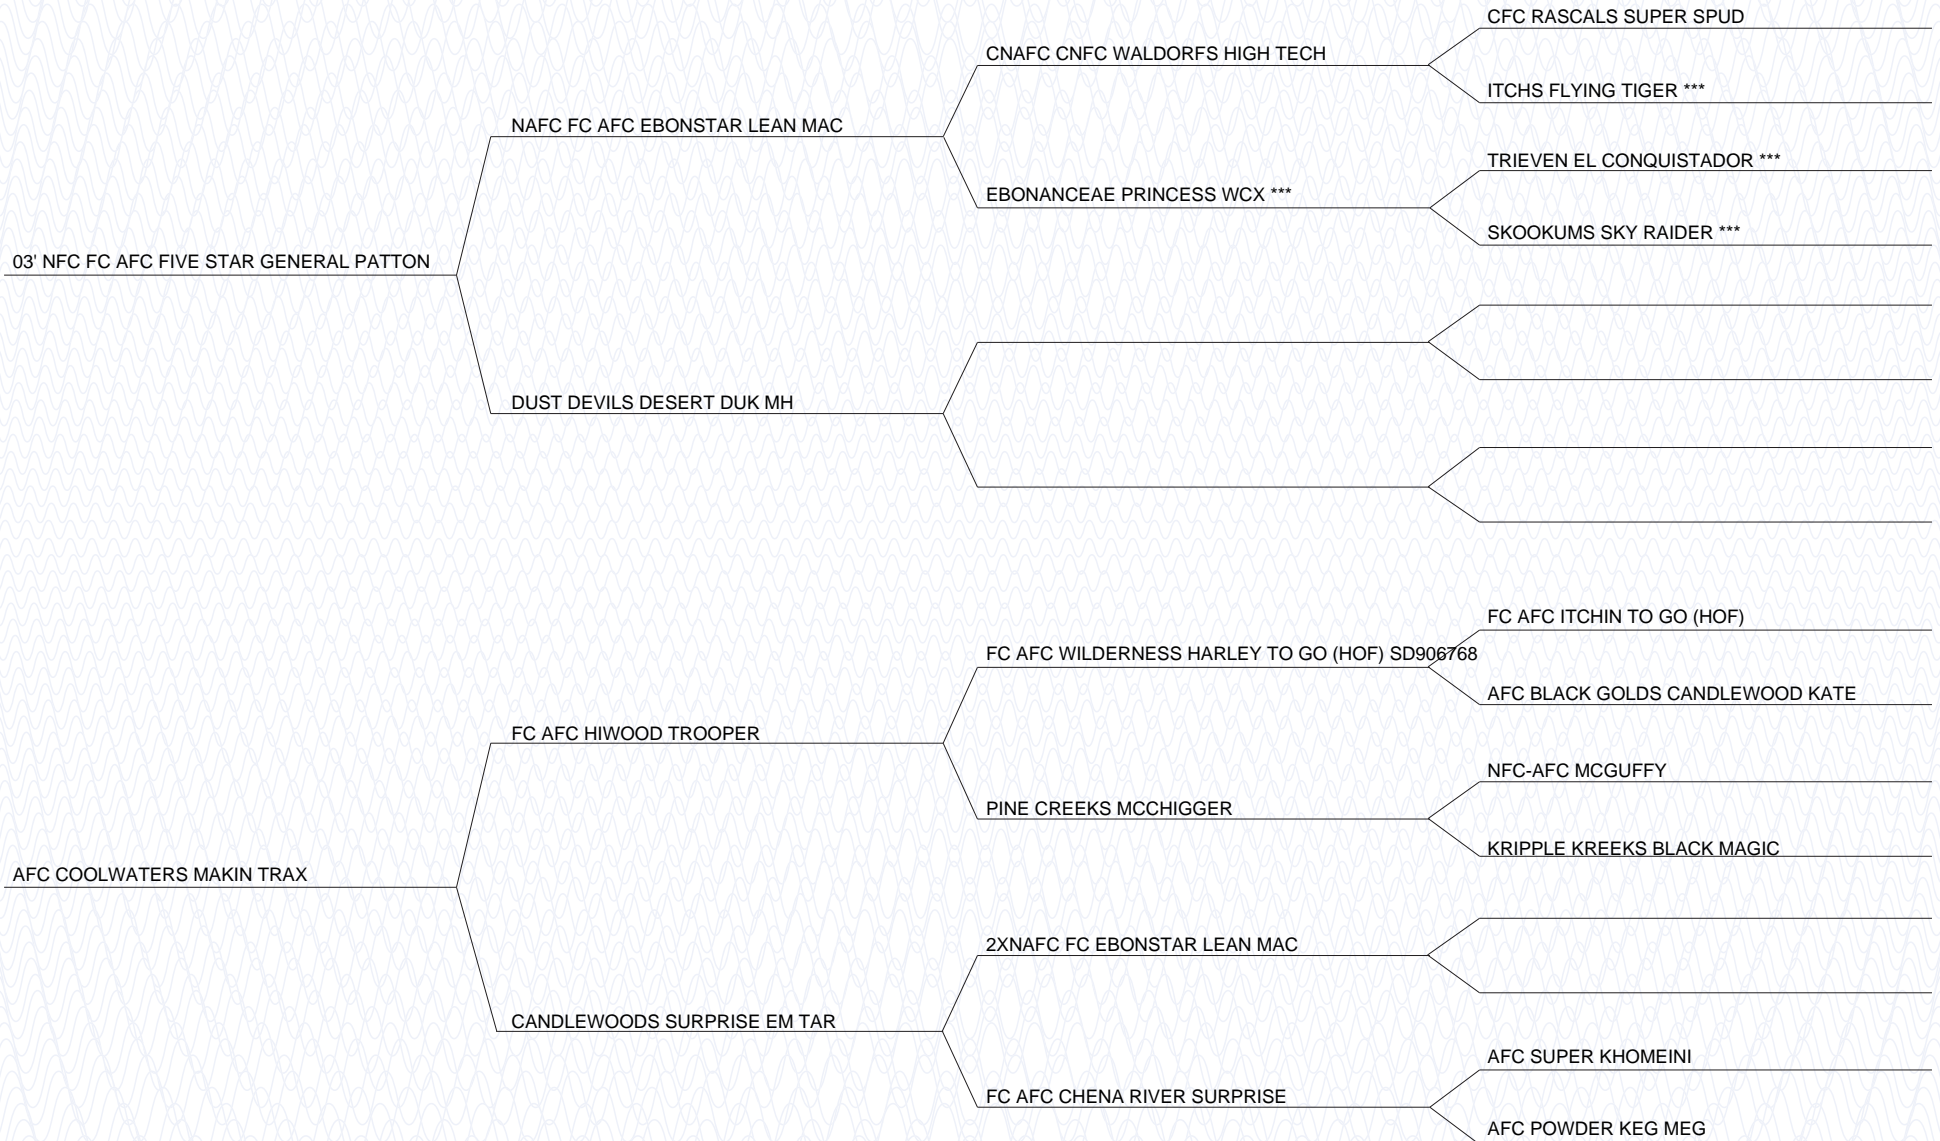 CFC RASCALS SUPER SPUD
CNAFC CNFC WALDORFS HIGH TECH
ITCHS FLYING TIGER ***
NAFC FC AFC EBONSTAR LEAN MAC
TRIEVEN EL CONQUISTADOR ***
EBONANCEAE PRINCESS WCX ***
SKOOKUMS SKY RAIDER ***
03' NFC FC AFC FIVE STAR GENERAL PATTON
DUST DEVILS DESERT DUK MH
FC AFC ITCHIN TO GO (HOF)
FC AFC WILDERNESS HARLEY TO GO (HOF) SD906768
AFC BLACK GOLDS CANDLEWOOD KATE
FC AFC HIWOOD TROOPER
NFC-AFC MCGUFFY
PINE CREEKS MCCHIGGER
KRIPPLE KREEKS BLACK MAGIC
AFC COOLWATERS MAKIN TRAX
2XNAFC FC EBONSTAR LEAN MAC
CANDLEWOODS SURPRISE EM TAR
AFC SUPER KHOMEINI
FC AFC CHENA RIVER SURPRISE
AFC POWDER KEG MEG